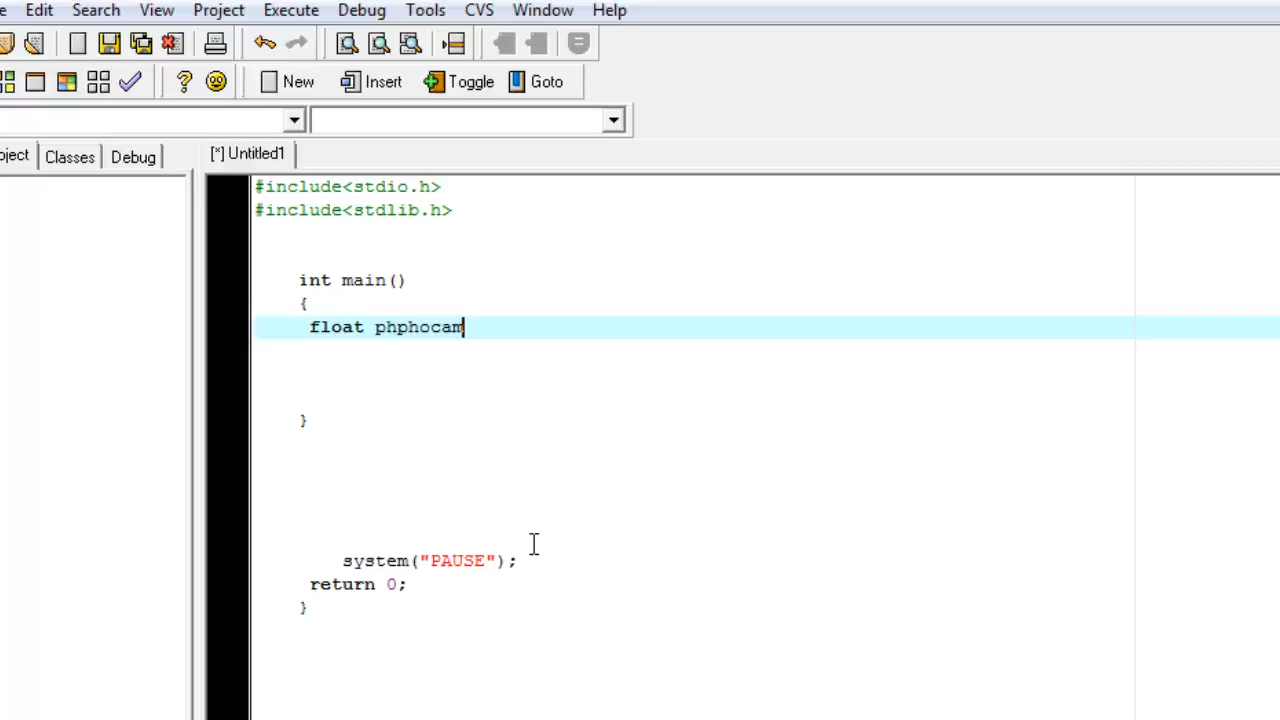 Edit Search View Project Execute Debug Tools CVS Window Help
New Insert Toggle Goto
Classes Debug [*] Untitled1
#include<stdio.h>
#include<stdlib.h>
int main()
{
float phphocam
}
system("PAUSE");
return 0;
}